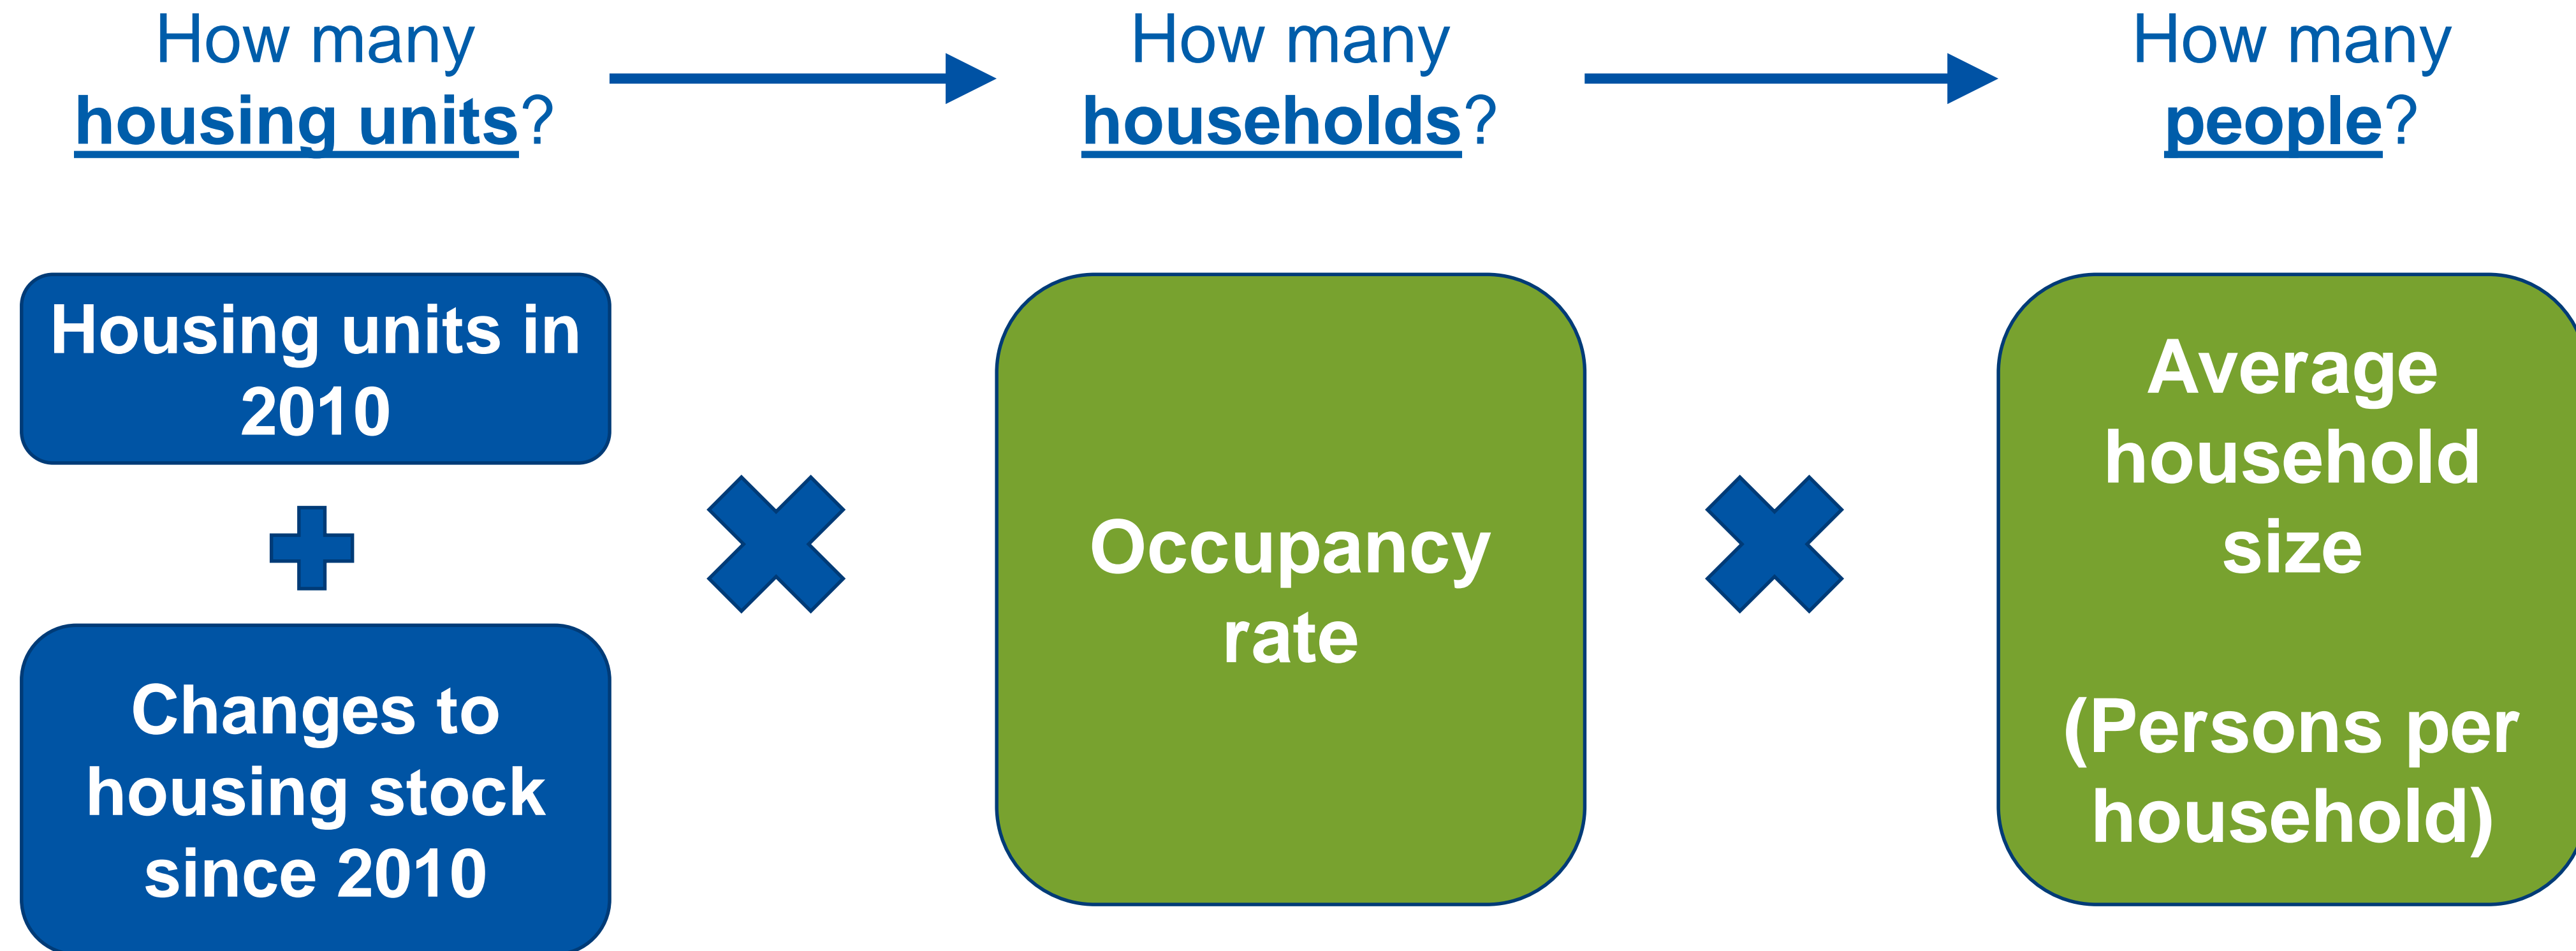 How many
housing units?
How many
households?
How many
people?
Housing units in
2010
Changes to
housing stock
since 2010
Occupancy
rate
Average
household
size
(Persons per
household)